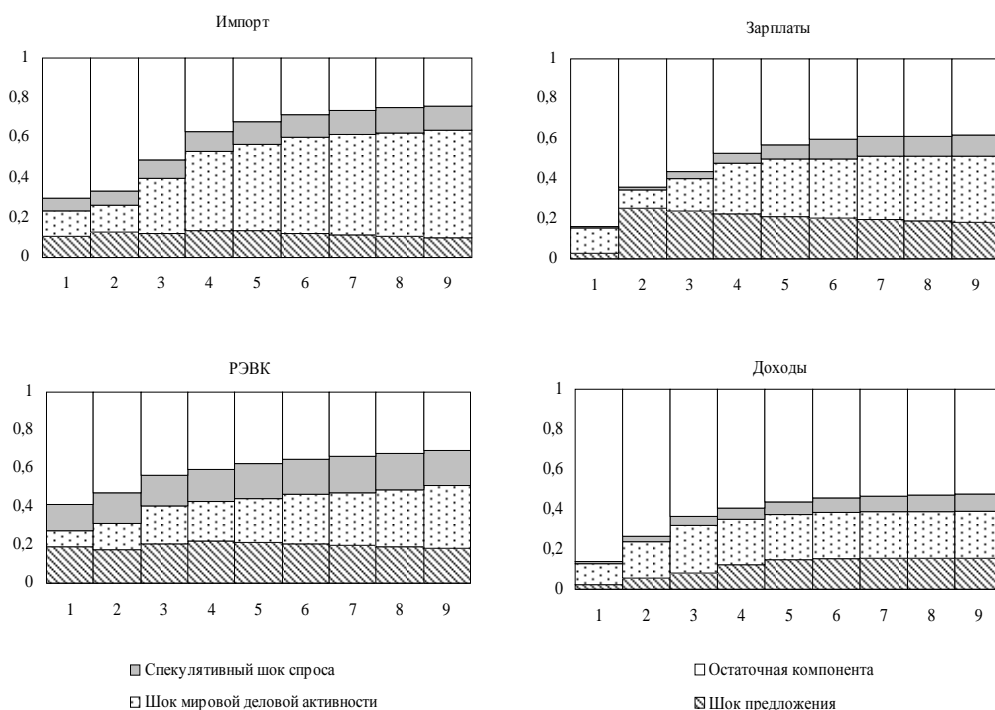 Импорт
1
0,8
0,6
0,4
0,2
0
1 2 3 4 5 6 7 8 9
Зарплаты
1
0,8
0,6
0,4
0,2
0
1 2 3 4 5 6 7 8 9
РЭВК
1
0,8
0,6
0,4
0,2
0
1 2 3 4 5 6 7 8 9
Доходы
1
0,8
0,6
0,4
0,2
0
1 2 3 4 5 6 7 8 9
Спекулятивный шок спроса
Шок мировой деловой активности
Остаточная компонента
Шок предложения